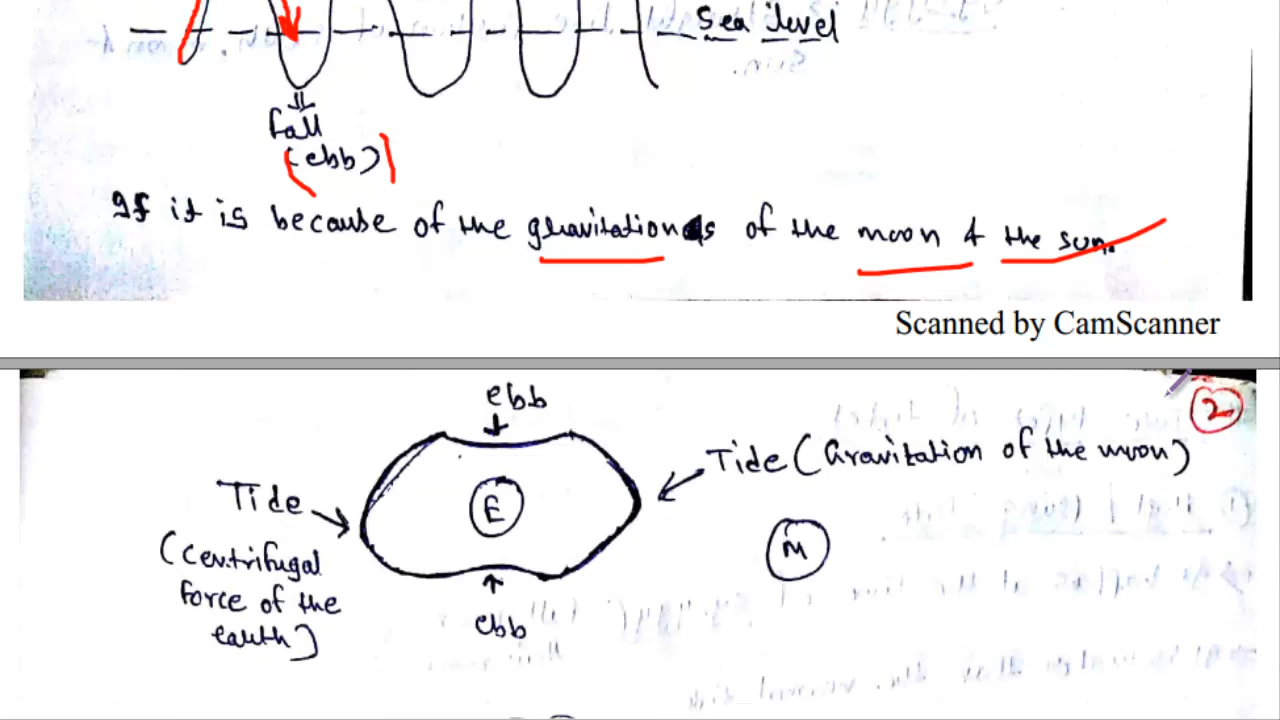 Sea level
fall
(ebb)
If it is because of the gravitations of the moon & the sun.
Scanned by CamScanner
2
ebb
Tide (Gravitation of the moon)
Tide
E
M
(Centrifugal
force of the
earth)
ebb